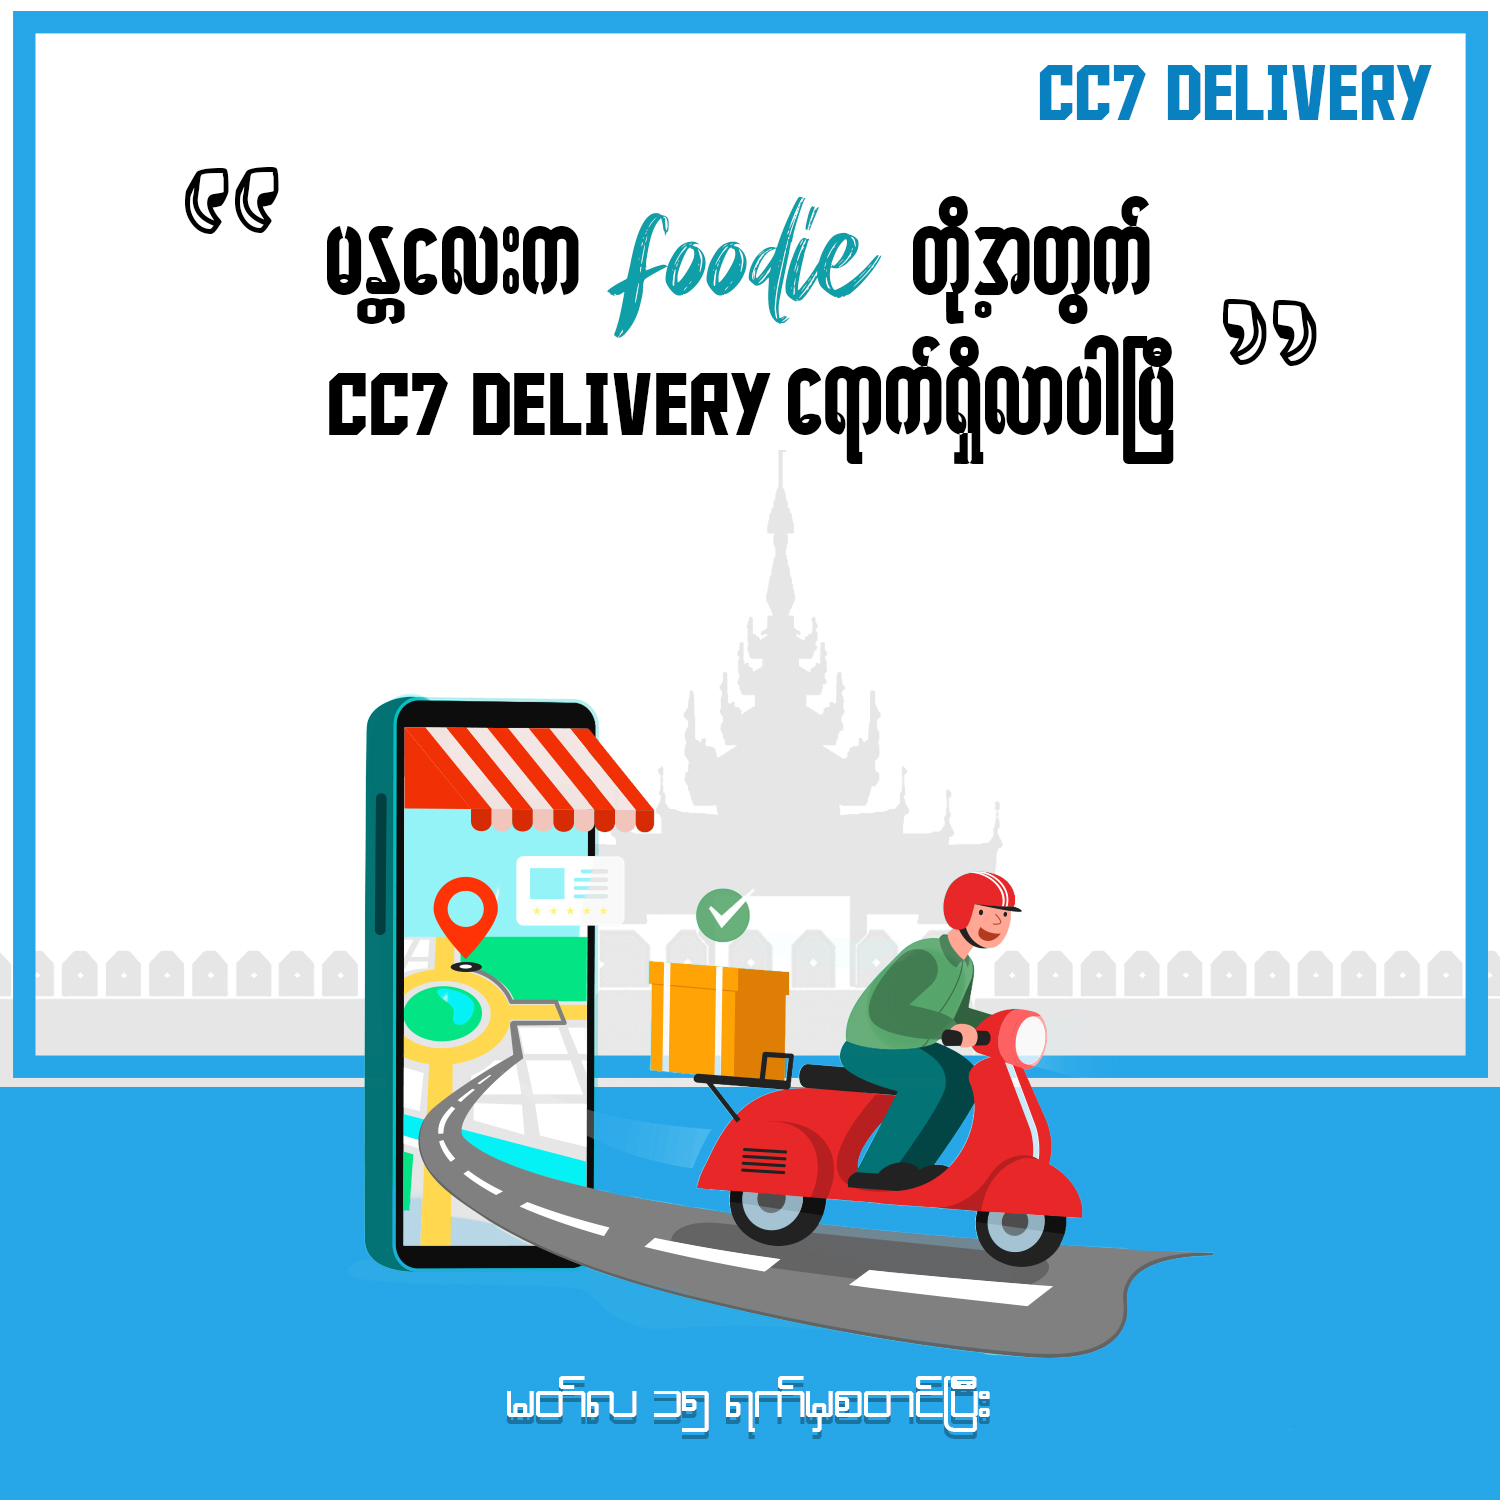 CC7 DELIVERY
“ မန္တလေးက foodie တို့အတွက်
CC7 DELIVERY ရောက်ရှိလာပါပြီ ”
မတ်လ ၁၅ ရက်မှစတင်ပြီး